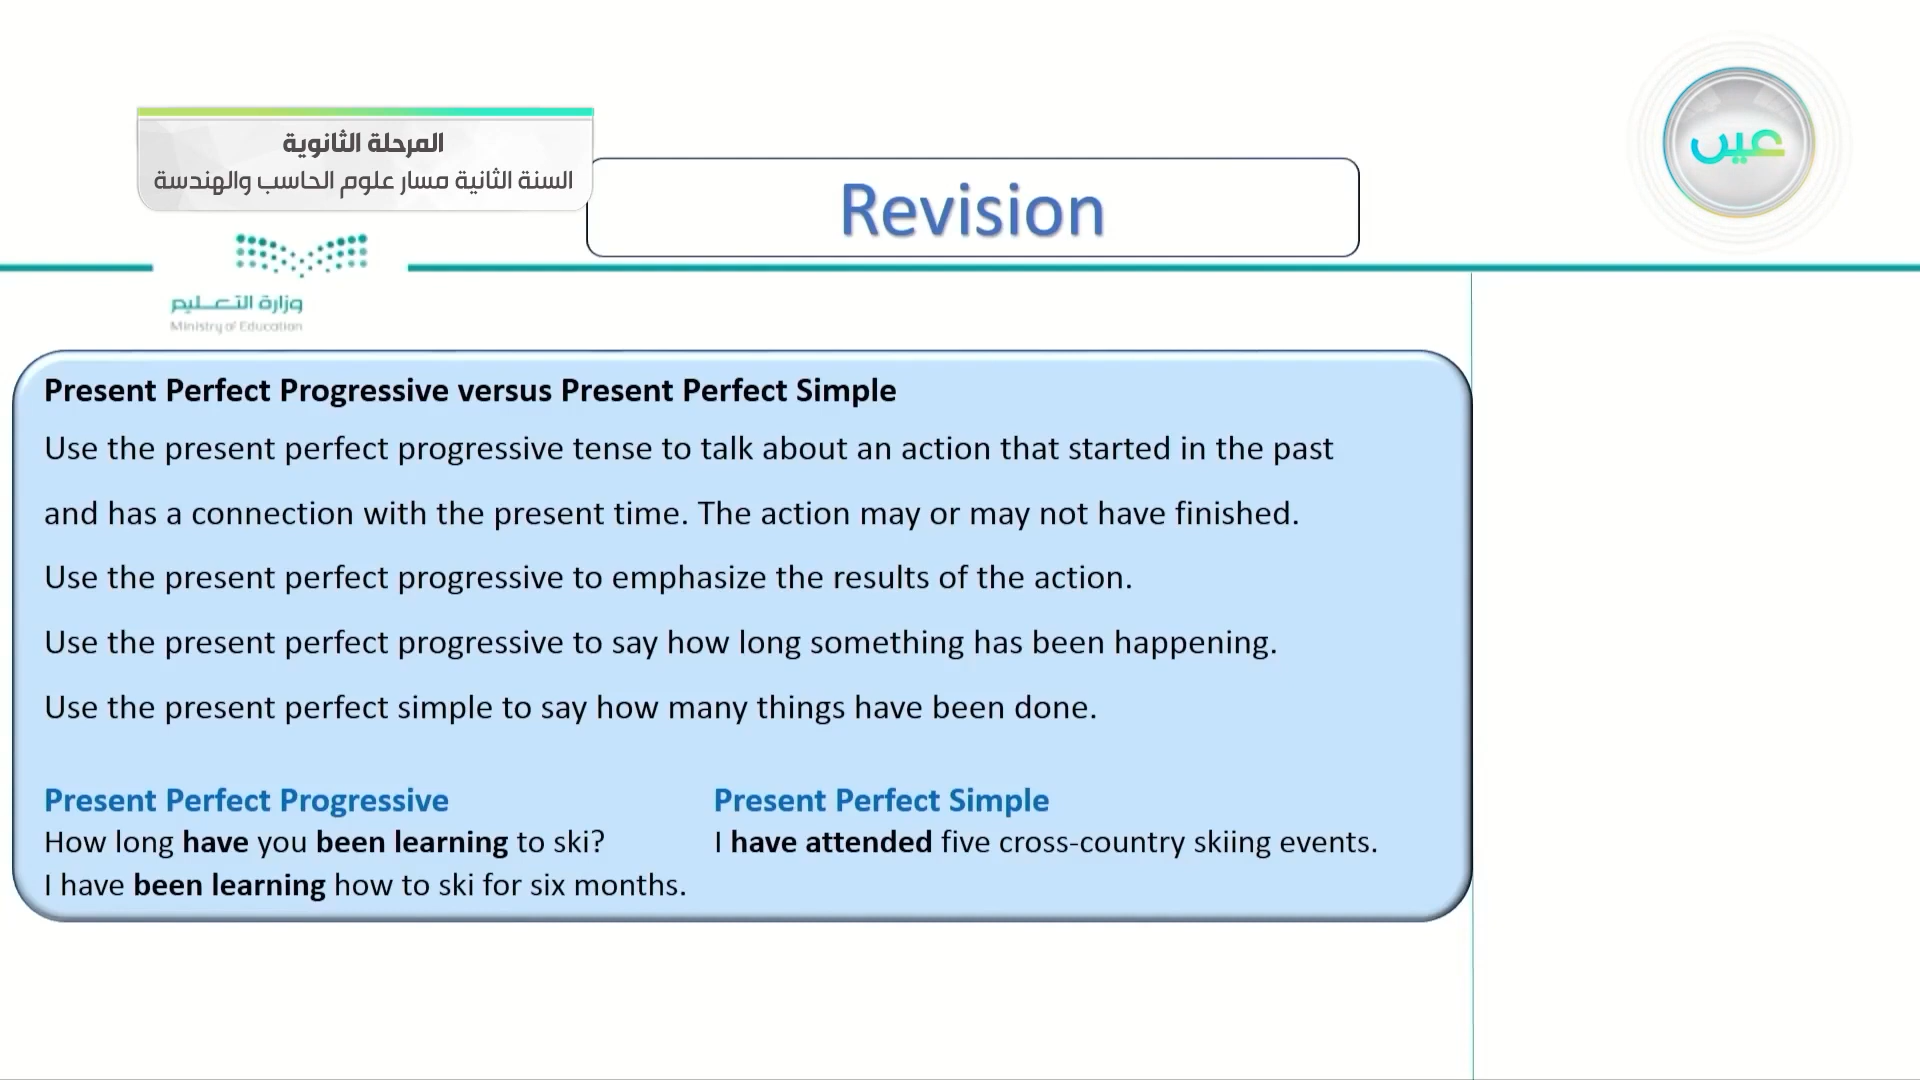 المرحلة الثانوية
السنة الثانية مسار علوم الحاسب والهندسة
عين
Revision
وزارة التعليم
Ministry of Education
Present Perfect Progressive versus Present Perfect Simple
Use the present perfect progressive tense to talk about an action that started in the past
and has a connection with the present time. The action may or may not have finished.
Use the present perfect progressive to emphasize the results of the action.
Use the present perfect progressive to say how long something has been happening.
Use the present perfect simple to say how many things have been done.
Present Perfect Progressive
How long have you been learning to ski?
I have been learning how to ski for six months.
Present Perfect Simple
I have attended five cross-country skiing events.